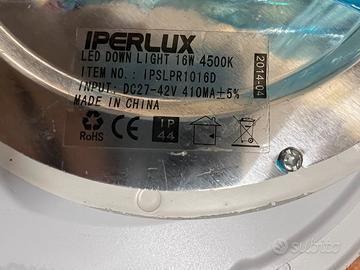 IPERLUX
LED DOWN LIGHT 16W 4500K
ITEM NO.: IPSLPR1016D
INPUT: DC27-42V 410MA±5%
MADE IN CHINA
2014-04
RoHS
CE
IP
44
subito